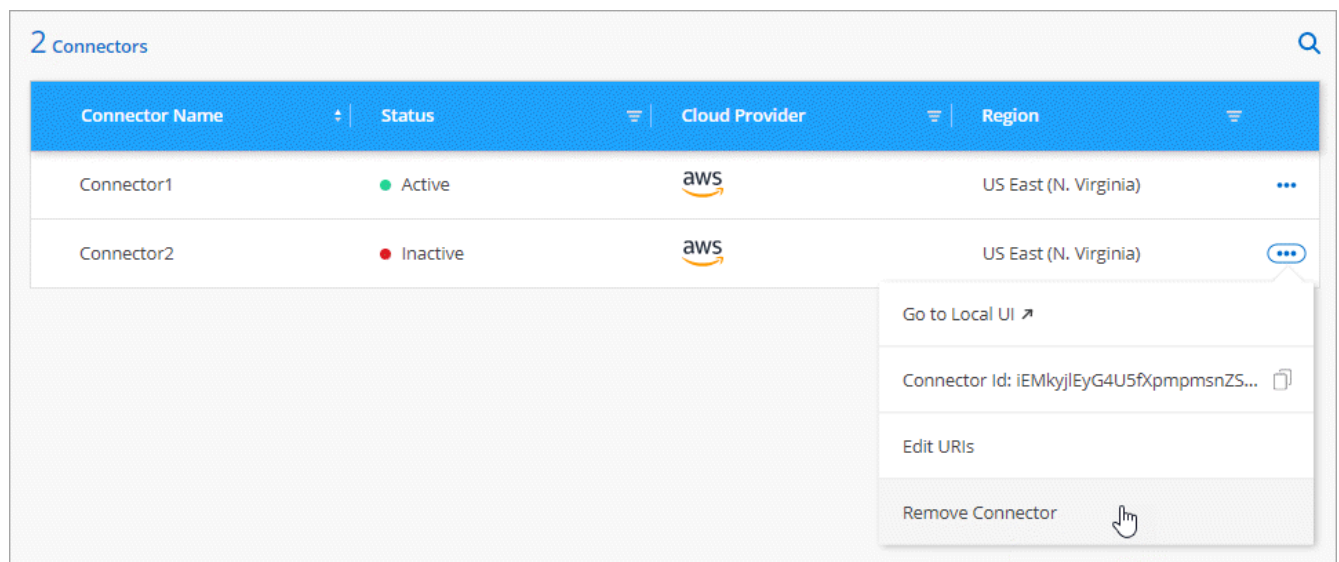 2 Connectors
Connector Name Status Cloud Provider Region
Connector1 Active aws US East (N. Virginia)
Connector2 Inactive aws US East (N. Virginia)
Go to Local UI
Connector Id: iEMkyjlEyG4U5fXpmpmsnZS...
Edit URIs
Remove Connector